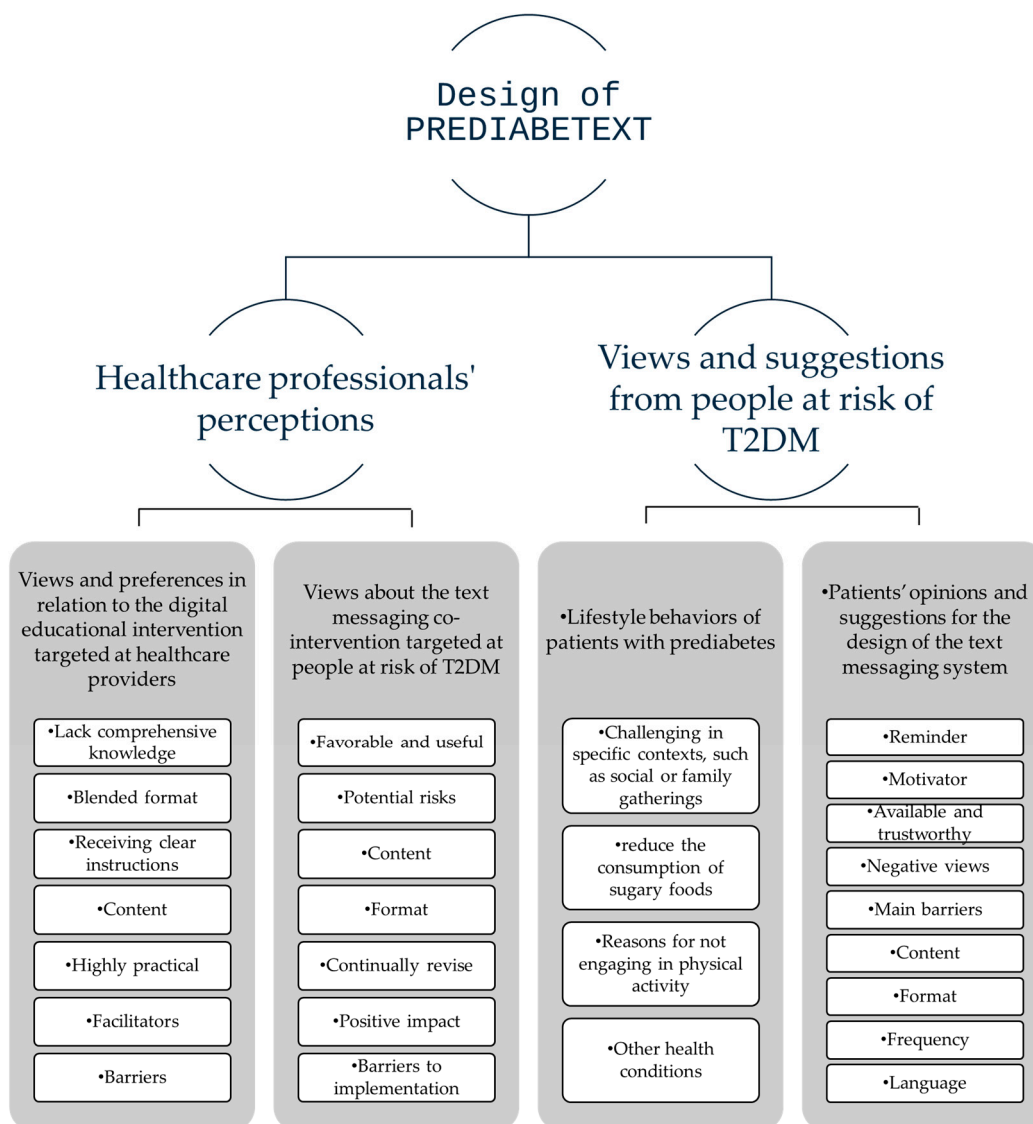 Design of
PREDIABETEXT
Healthcare professionals'
perceptions
Views and suggestions
from people at risk of
T2DM
Views and preferences in
relation to the digital
educational intervention
targeted at healthcare
providers
•Lack comprehensive
knowledge
•Blended format
•Receiving clear
instructions
•Content
•Highly practical
•Facilitators
•Barriers
Views about the text
messaging co-
intervention targeted at
people at risk of T2DM
•Favorable and useful
•Potential risks
•Content
•Format
•Continually revise
•Positive impact
•Barriers to
implementation
•Lifestyle behaviors of
patients with prediabetes
•Challenging in
specific contexts, such
as social or family
gatherings
•reduce the
consumption of
sugary foods
•Reasons for not
engaging in physical
activity
•Other health
conditions
•Patients' opinions and
suggestions for the
design of the text
messaging system
•Reminder
•Motivator
•Available and
trustworthy
•Negative views
•Main barriers
•Content
•Format
•Frequency
•Language